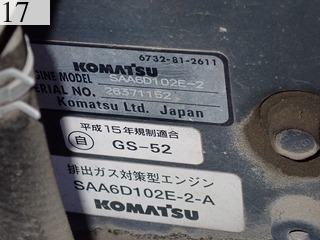 17
6732-81-2611
KOMATSU
ENGINE MODEL SAA6D102E-2
SERIAL NO. 26371152
Komatsu Ltd. Japan
平成15年規制適合
自 GS-52
排出ガス対策型エンジン
SAA6D102E-2-A
KOMATSU